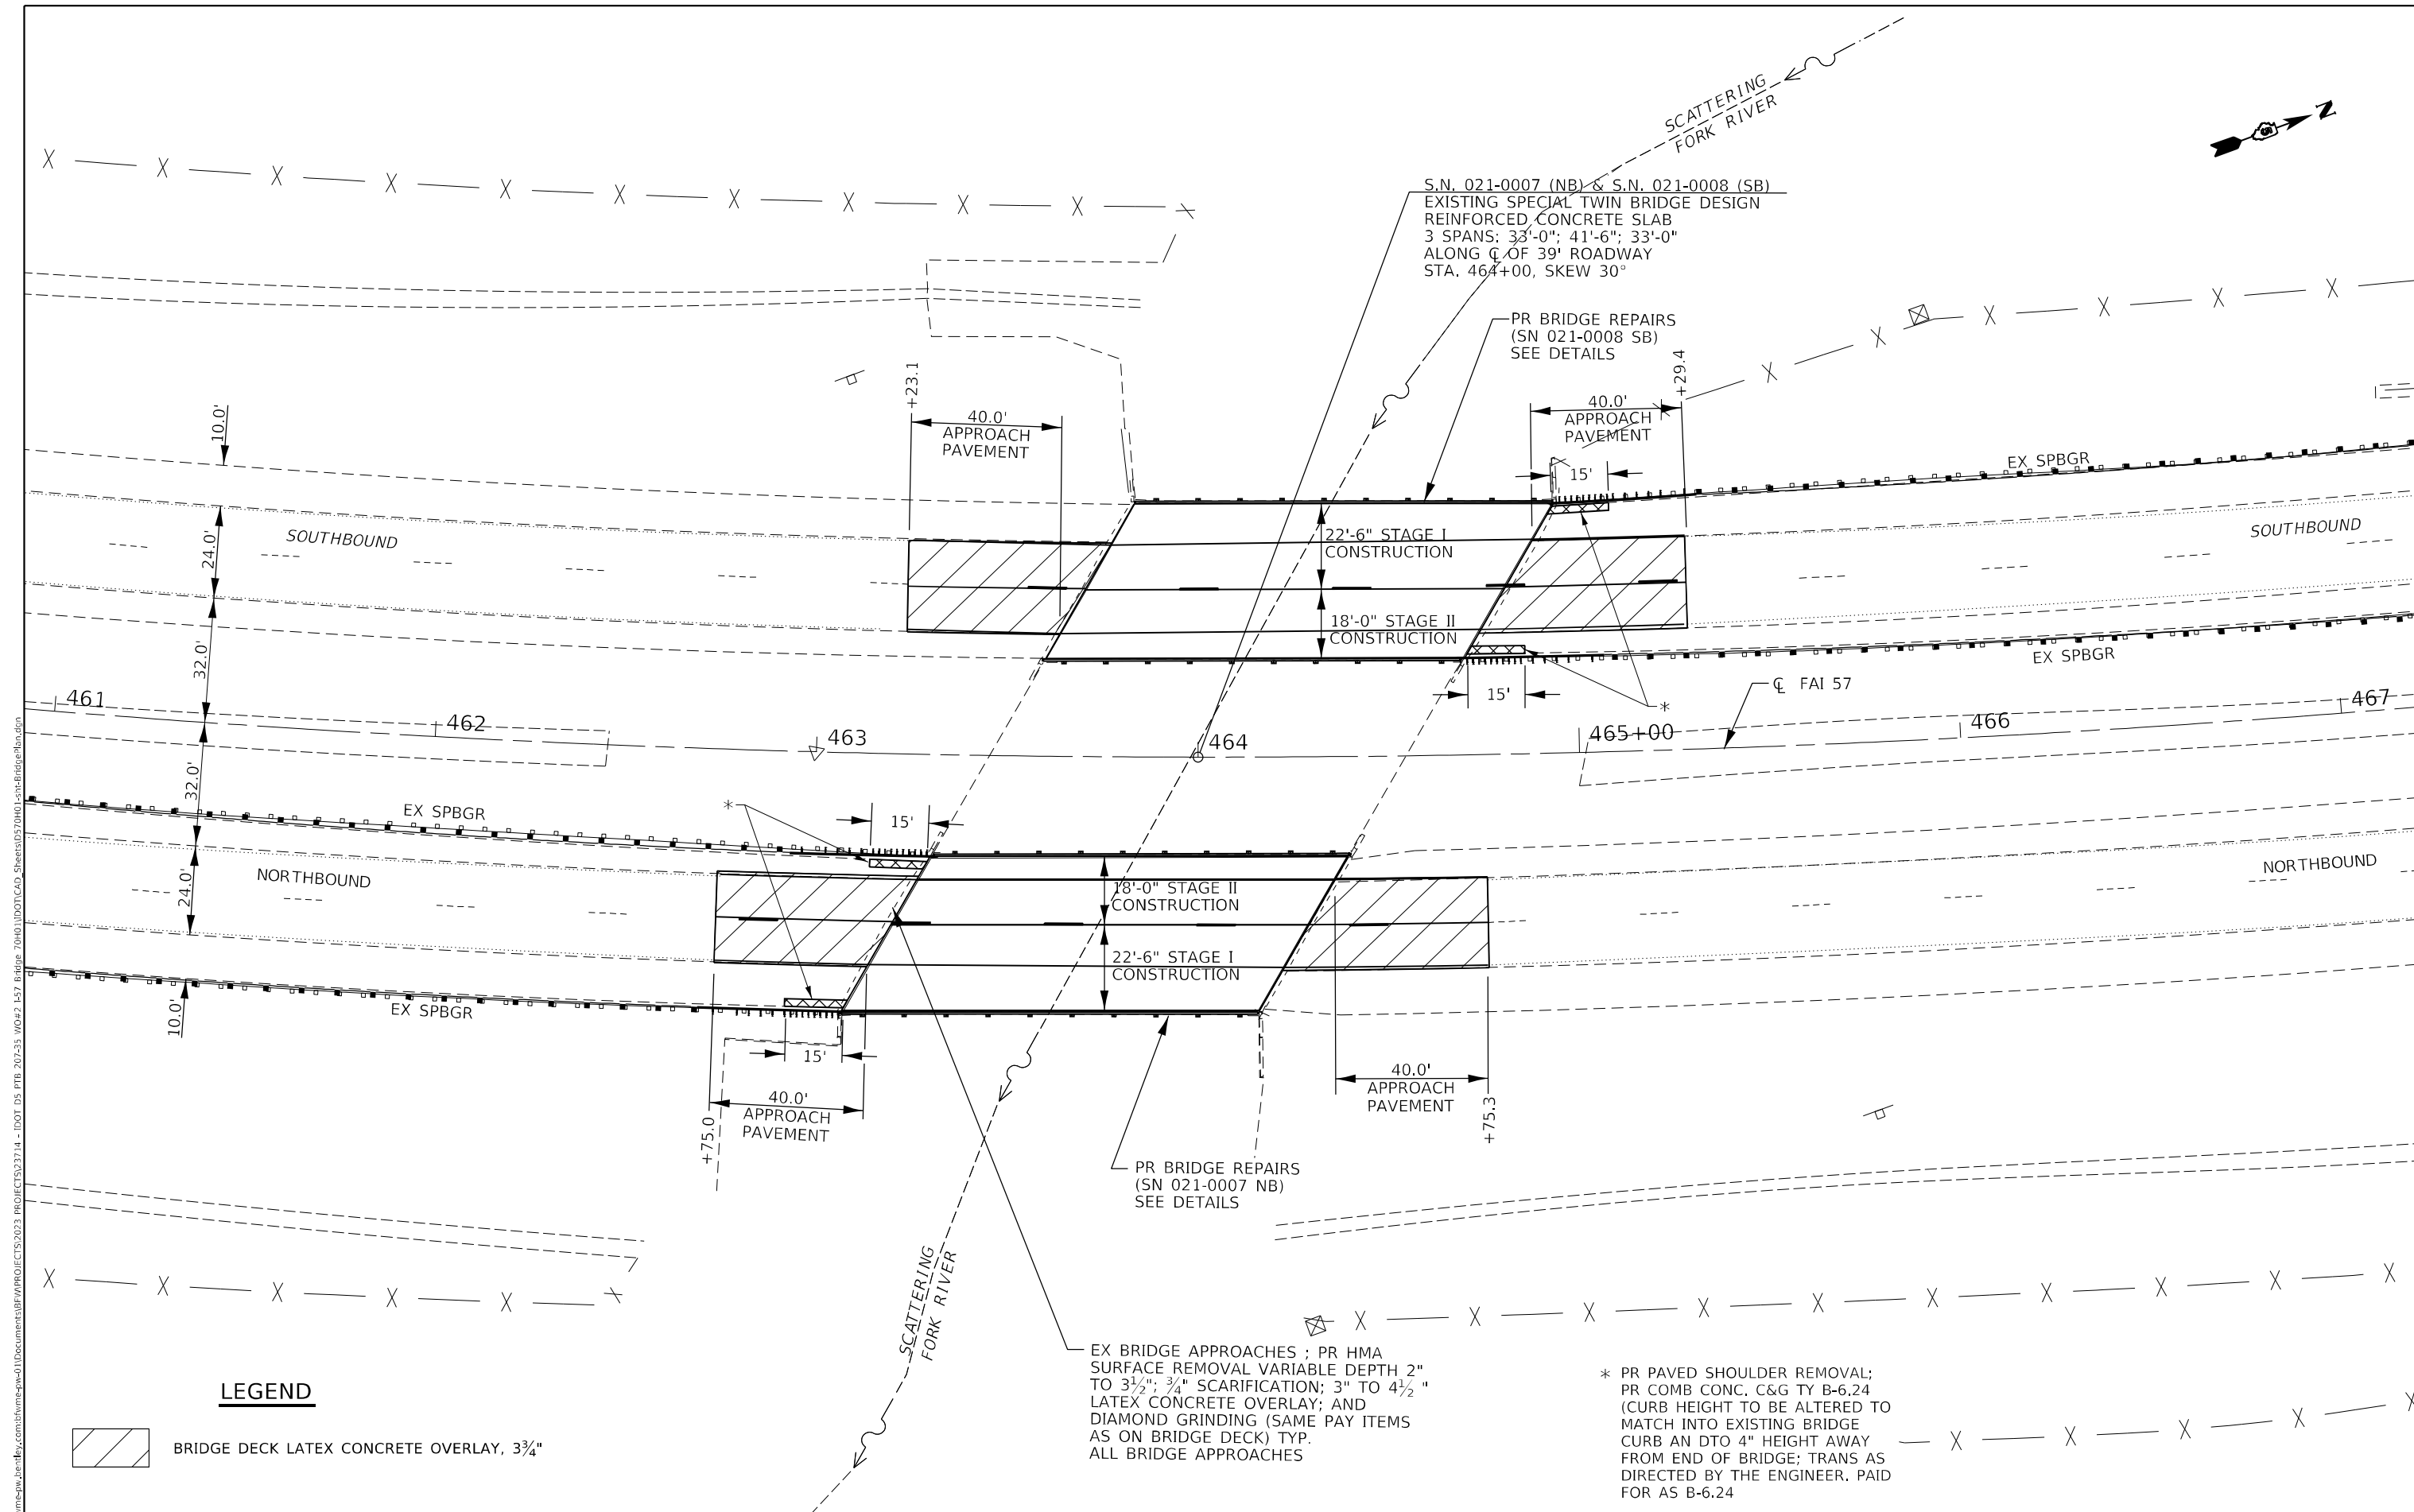 SCATTERING
FORK RIVER
N
S.N. 021-0007 (NB) & S.N. 021-0008 (SB)
EXISTING SPECIAL TWIN BRIDGE DESIGN
REINFORCED CONCRETE SLAB
3 SPANS: 33'-0"; 41'-6"; 33'-0"
ALONG ℄ OF 39' ROADWAY
STA. 464+00, SKEW 30°
PR BRIDGE REPAIRS
(SN 021-0008 SB)
SEE DETAILS
+23.1
40.0'
APPROACH
PAVEMENT
+29.4
40.0'
APPROACH
PAVEMENT
15'
10.0'
EX SPBGR
SOUTHBOUND
24.0'
22'-6" STAGE I
CONSTRUCTION
SOUTHBOUND
18'-0" STAGE II
CONSTRUCTION
32.0'
EX SPBGR
15'
*
℄ FAI 57
461
462
463
464
465+00
466
467
32.0'
EX SPBGR
*
15'
NORTHBOUND
24.0'
18'-0" STAGE II
CONSTRUCTION
NORTHBOUND
22'-6" STAGE I
CONSTRUCTION
10.0'
EX SPBGR
15'
+75.0
40.0'
APPROACH
PAVEMENT
40.0'
APPROACH
PAVEMENT
+75.3
PR BRIDGE REPAIRS
(SN 021-0007 NB)
SEE DETAILS
SCATTERING
FORK RIVER
EX BRIDGE APPROACHES ; PR HMA
SURFACE REMOVAL VARIABLE DEPTH 2"
TO 3½"; ¾" SCARIFICATION; 3" TO 4½ "
LATEX CONCRETE OVERLAY; AND
DIAMOND GRINDING (SAME PAY ITEMS
AS ON BRIDGE DECK) TYP.
ALL BRIDGE APPROACHES
* PR PAVED SHOULDER REMOVAL;
PR COMB CONC. C&G TY B-6.24
(CURB HEIGHT TO BE ALTERED TO
MATCH INTO EXISTING BRIDGE
CURB AN DTO 4" HEIGHT AWAY
FROM END OF BRIDGE; TRANS AS
DIRECTED BY THE ENGINEER. PAID
FOR AS B-6.24
LEGEND
BRIDGE DECK LATEX CONCRETE OVERLAY, 3¾"